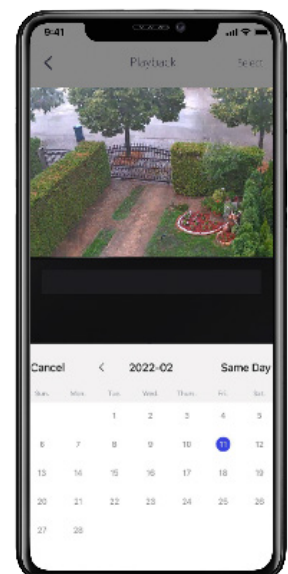 9:41
Playback Select
Cancel < 2022-02 Same Day
Sun. Mon. Tue. Wed. Thurs. Fri. Sat.
1 2 3 4 5
6 7 8 9 10 11 12
13 14 15 16 17 18 19
20 21 22 23 24 25 26
27 28